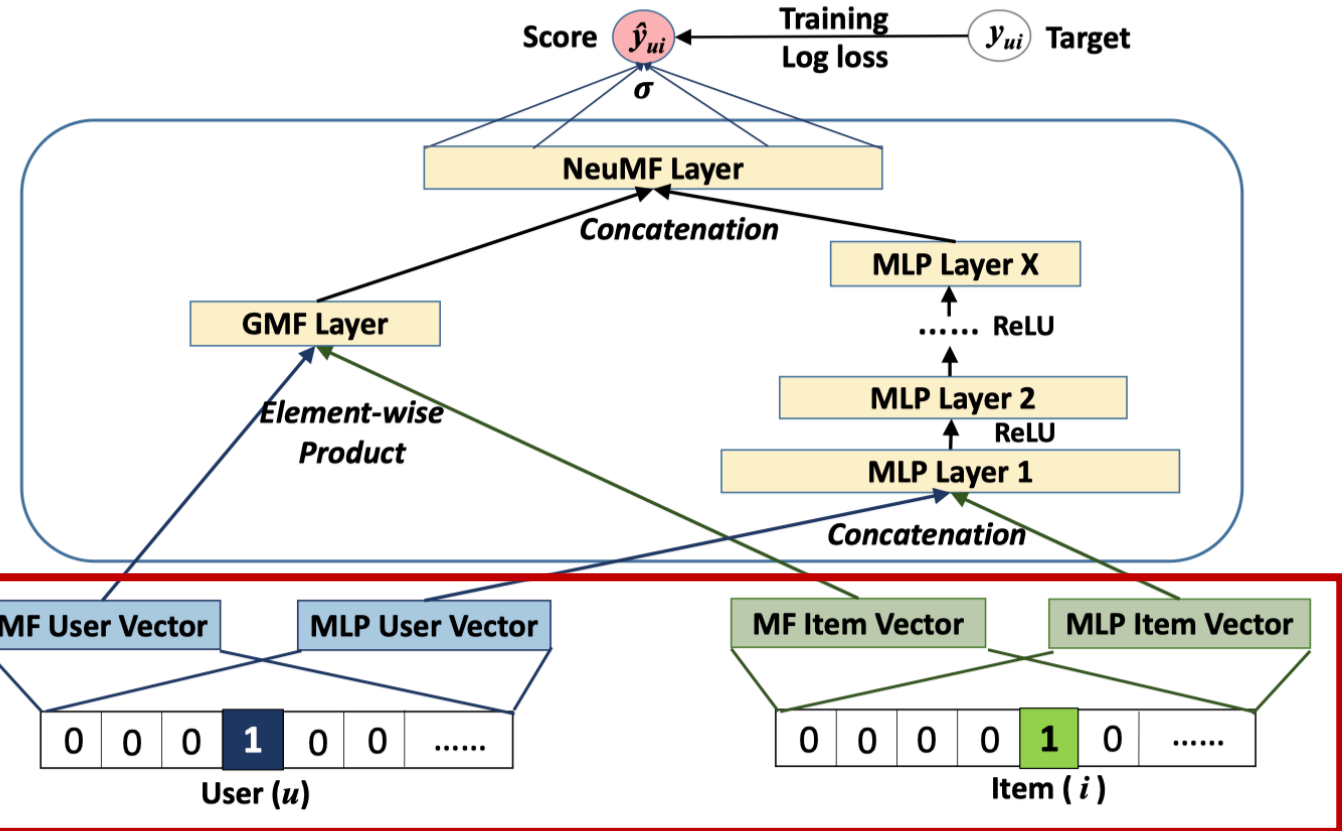 Score ŷui Training yui Target
Log loss
σ
NeuMF Layer
Concatenation
MLP Layer X
GMF Layer
...... ReLU
Element-wise
Product
MLP Layer 2
ReLU
MLP Layer 1
Concatenation
MF User Vector MLP User Vector MF Item Vector MLP Item Vector
0 0 0 1 0 0 ...... 0 0 0 0 1 0 ......
User (u) Item ( i )